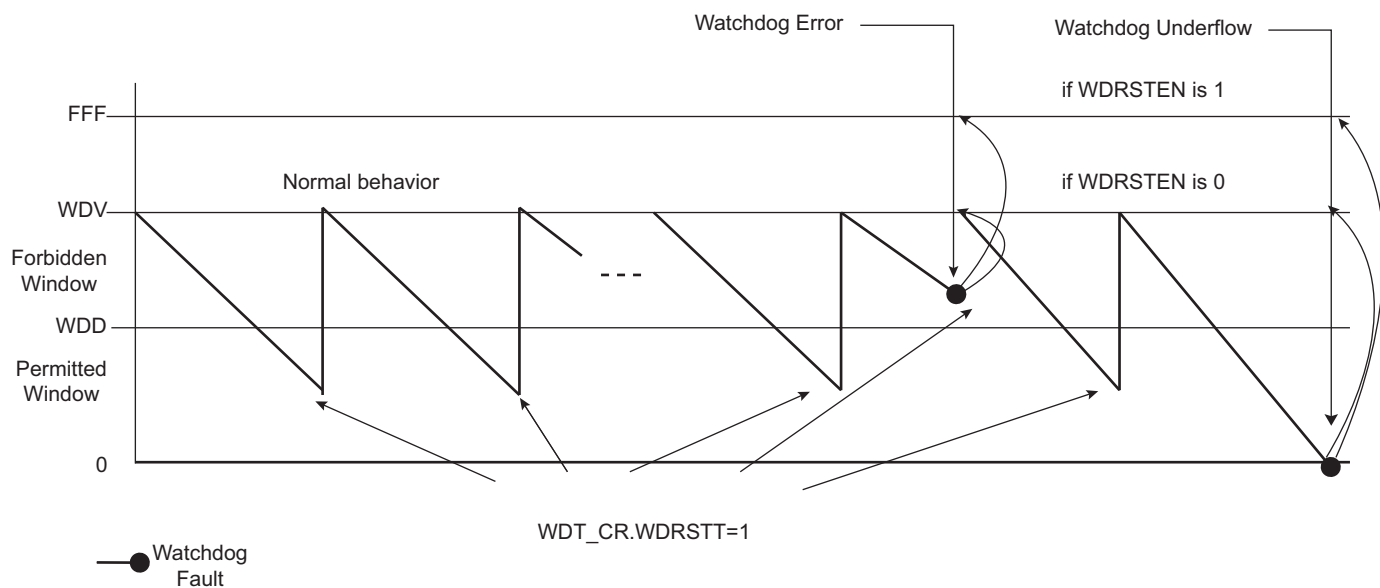 Watchdog Error
Watchdog Underflow
if WDRSTEN is 1
FFF
Normal behavior
if WDRSTEN is 0
WDV
Forbidden
Window
WDD
Permitted
Window
0
WDT_CR.WDRSTT=1
Watchdog
Fault